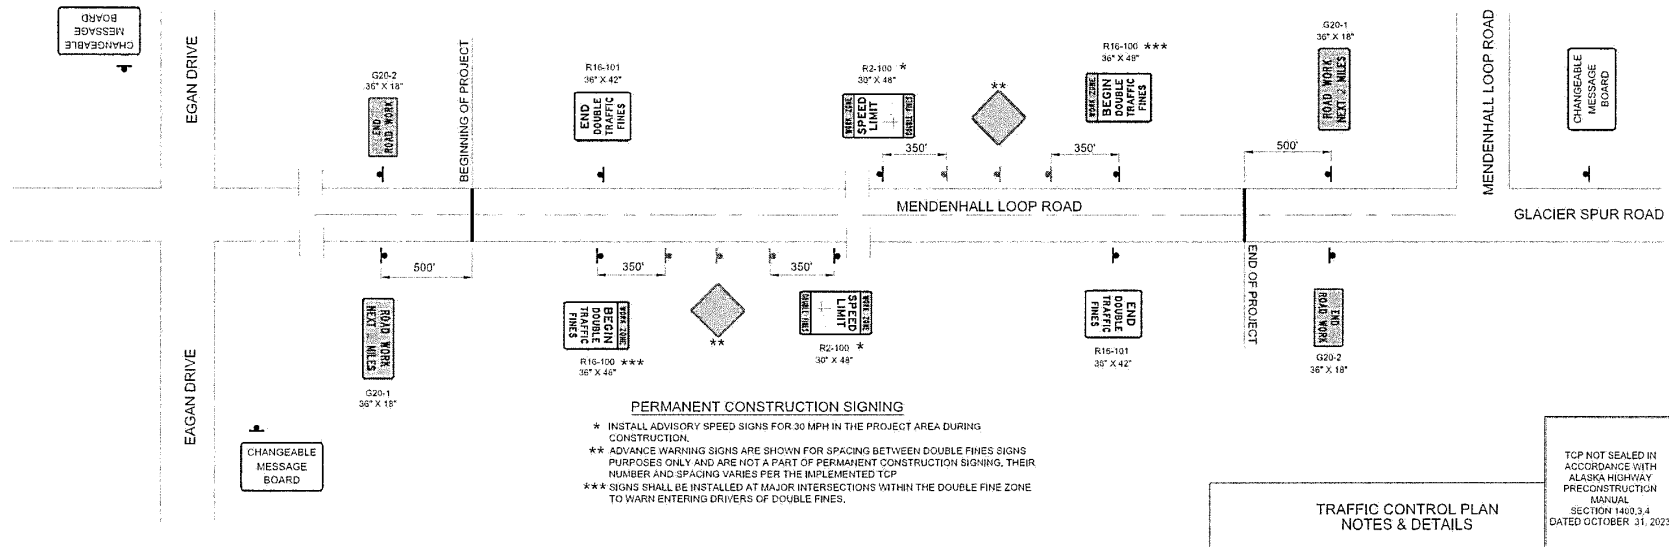 CHANGEABLE
MESSAGE
BOARD
EGAN DRIVE
G20-2
36" X 18"
END
ROAD WORK
BEGINNING OF PROJECT
R16-101
36" X 42"
END
DOUBLE
TRAFFIC
FINES
R2-100 *
30" X 48"
WORK ZONE
SPEED
LIMIT
DOUBLE FINES
**
R16-100 ***
36" X 48"
WORK ZONE
BEGIN
DOUBLE
TRAFFIC
FINES
G20-1
36" X 18"
ROAD WORK
NEXT 2 MILES
MENDENHALL LOOP ROAD
CHANGEABLE
MESSAGE
BOARD
350'
350'
500'
MENDENHALL LOOP ROAD
GLACIER SPUR ROAD
500'
350'
350'
END OF PROJECT
EAGAN DRIVE
ROAD WORK
NEXT MILES
G20-1
36" X 18"
WORK ZONE
BEGIN
DOUBLE
TRAFFIC
FINES
R16-100 ***
36" X 48"
**
SPEED
LIMIT
DOUBLE FINES
R2-100 *
30" X 48"
END
DOUBLE
TRAFFIC
FINES
R16-101
36" X 42"
END
ROAD WORK
G20-2
36" X 18"
CHANGEABLE
MESSAGE
BOARD
PERMANENT CONSTRUCTION SIGNING
* INSTALL ADVISORY SPEED SIGNS FOR 30 MPH IN THE PROJECT AREA DURING
CONSTRUCTION.
** ADVANCE WARNING SIGNS ARE SHOWN FOR SPACING BETWEEN DOUBLE FINES SIGNS
PURPOSES ONLY AND ARE NOT A PART OF PERMANENT CONSTRUCTION SIGNING. THEIR
NUMBER AND SPACING VARIES PER THE IMPLEMENTED TCP
*** SIGNS SHALL BE INSTALLED AT MAJOR INTERSECTIONS WITHIN THE DOUBLE FINE ZONE
TO WARN ENTERING DRIVERS OF DOUBLE FINES.
TRAFFIC CONTROL PLAN
NOTES & DETAILS
TCP NOT SEALED IN
ACCORDANCE WITH
ALASKA HIGHWAY
PRECONSTRUCTION
MANUAL
SECTION 1400.3.4
DATED OCTOBER 31, 2023